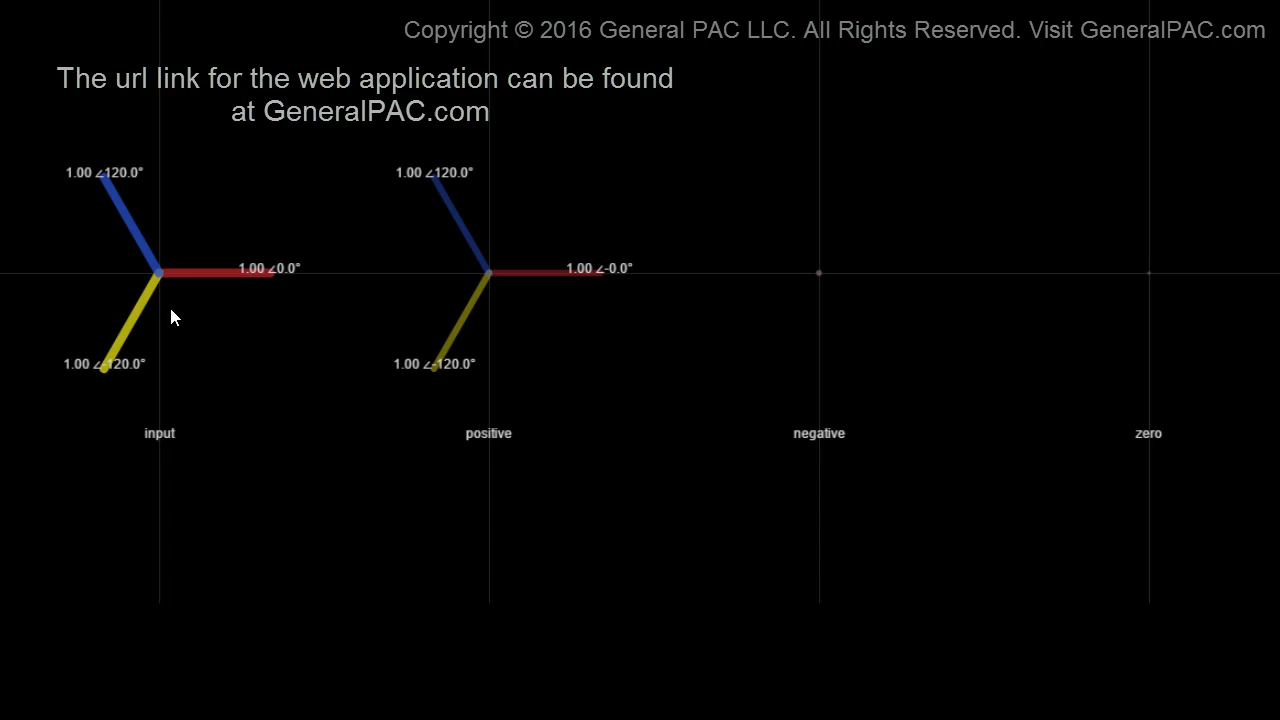 Copyright © 2016 General PAC LLC. All Rights Reserved. Visit GeneralPAC.com
The url link for the web application can be found
at GeneralPAC.com
1.00 ∠120.0°
1.00 ∠120.0°
1.00 ∠0.0°
1.00 ∠-0.0°
1.00 ∠-120.0°
1.00 ∠-120.0°
input
positive
negative
zero